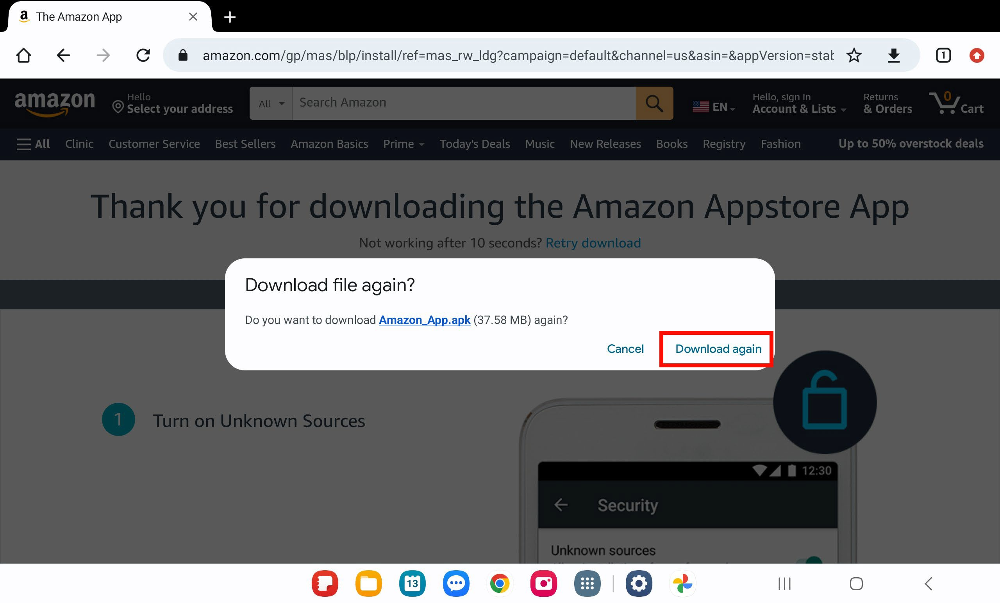 The Amazon App
amazon.com/gp/mas/blp/install/ref=mas_rw_ldg?campaign=default&channel=us&asin=&appVersion=stab
1
amazon
Hello
Select your address
All
Search Amazon
EN
Hello, sign in
Account & Lists
Returns
& Orders
0
Cart
All Clinic Customer Service Best Sellers Amazon Basics Prime Today's Deals Music New Releases Books Registry Fashion Up to 50% overstock deals
Thank you for downloading the Amazon Appstore App
Not working after 10 seconds? Retry download
Download file again?
Do you want to download Amazon_App.apk (37.58 MB) again?
Cancel Download again
1 Turn on Unknown Sources
12:30
Security
Unknown sources
13